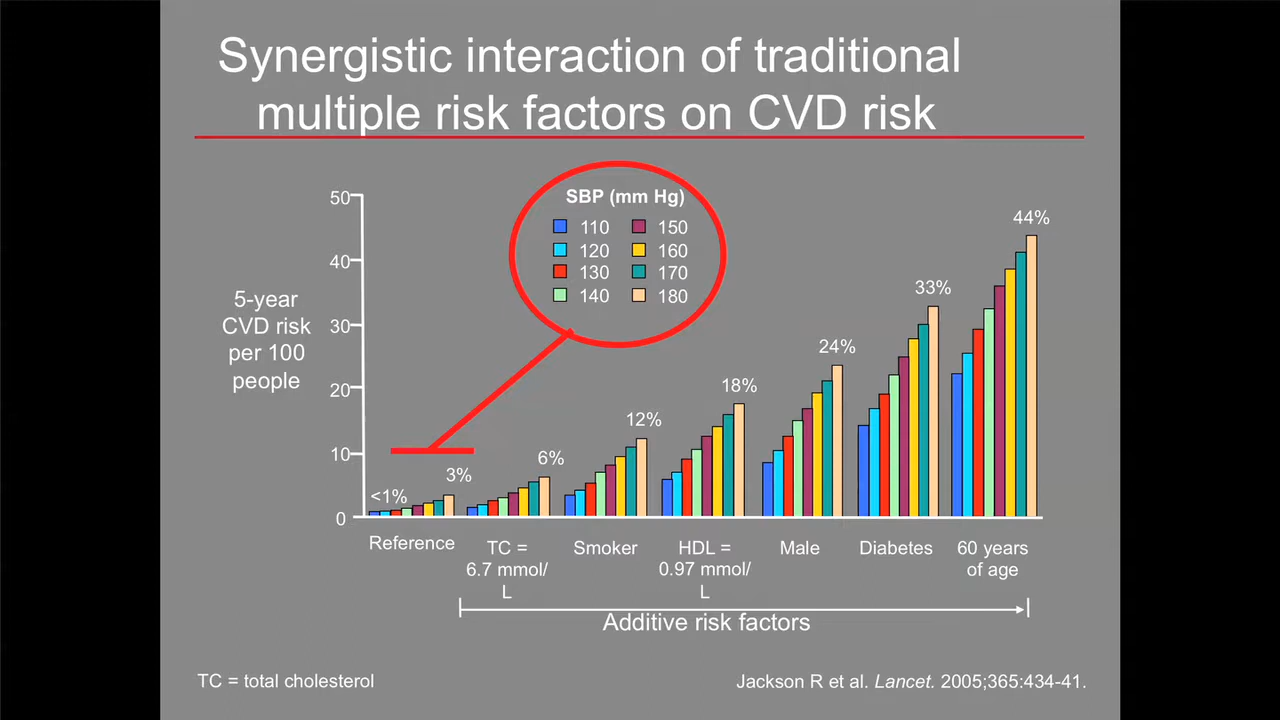 Synergistic interaction of traditional
multiple risk factors on CVD risk
SBP (mm Hg)
110 150
120 160
130 170
140 180
50
40
30
20
10
0
5-year
CVD risk
per 100
people
<1%
3%
6%
12%
18%
24%
33%
44%
Reference
TC =
6.7 mmol/
L
Smoker
HDL =
0.97 mmol/
L
Male
Diabetes
60 years
of age
Additive risk factors
TC = total cholesterol
Jackson R et al. Lancet. 2005;365:434-41.